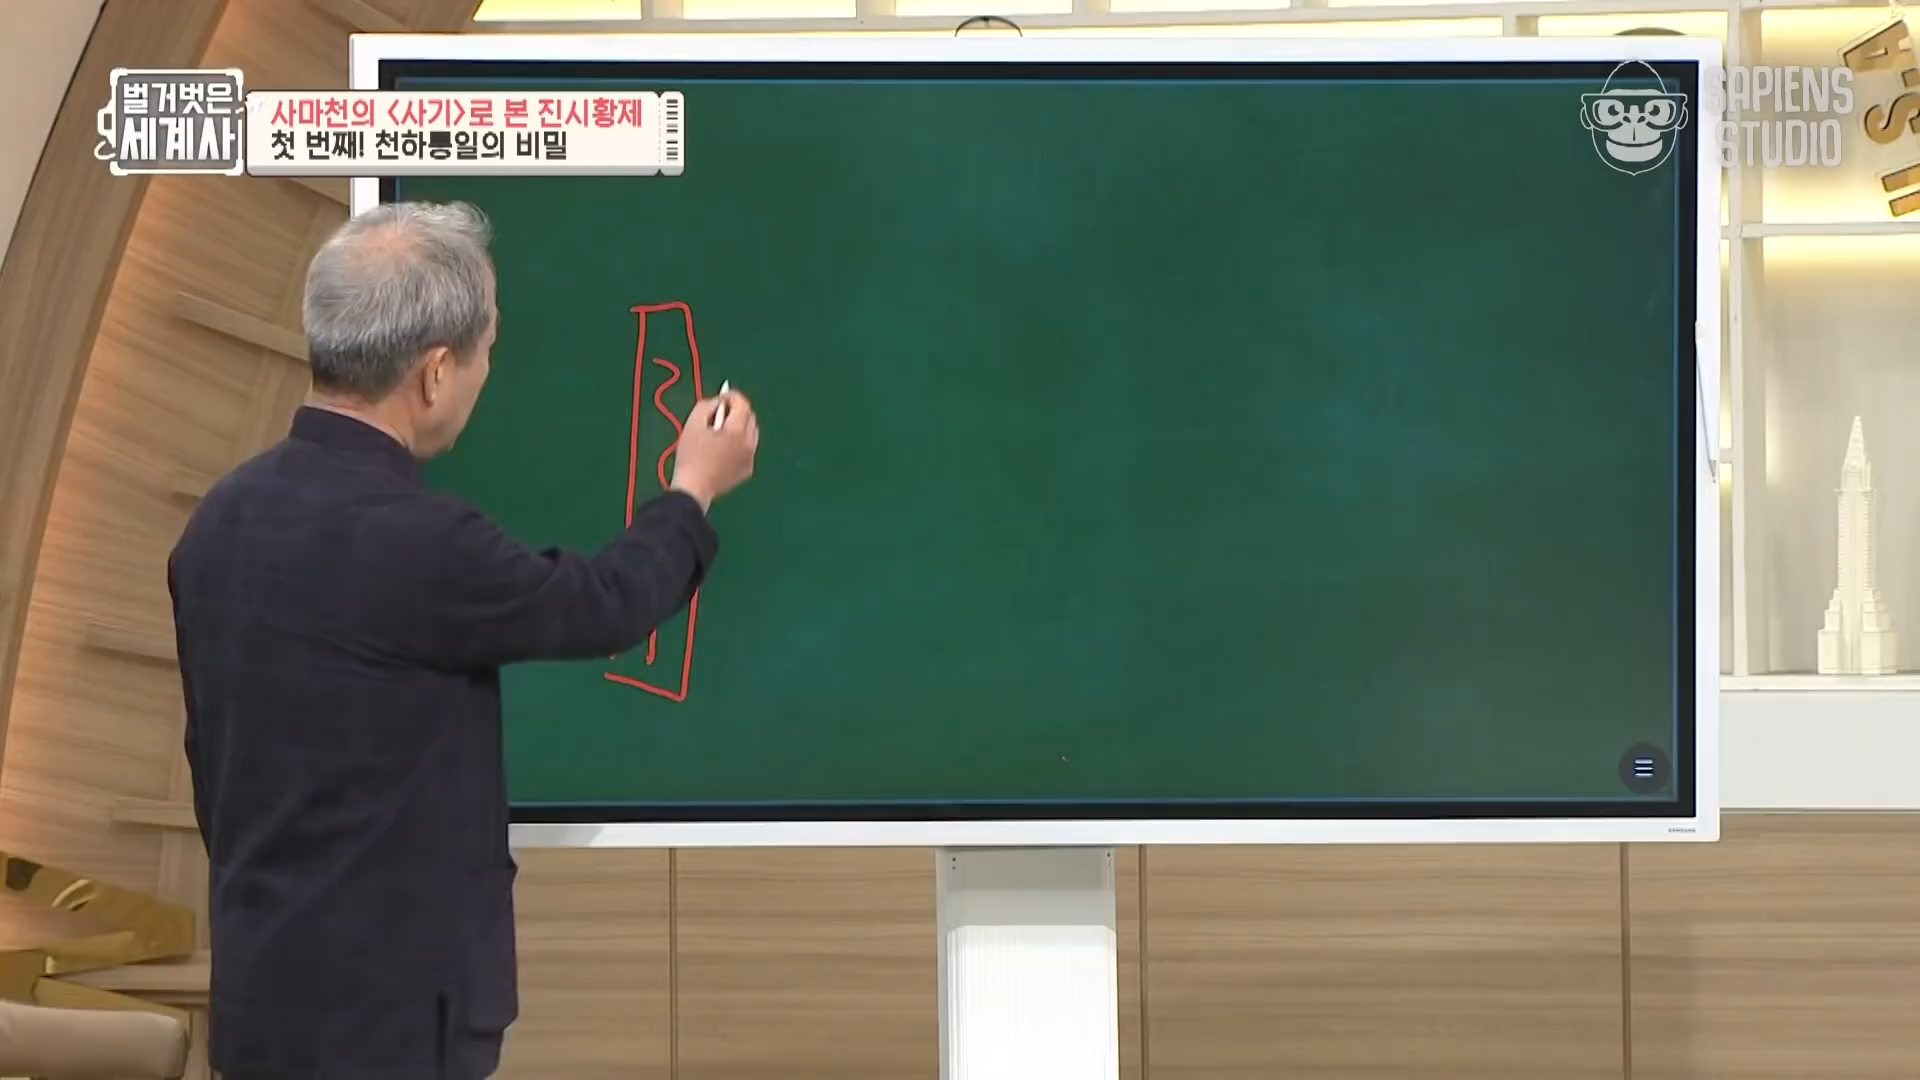 벌거벗은
세계사
사마천의 <사기>로 본 진시황제
첫 번째! 천하통일의 비밀
SAPIENS
STUDIO
SAMSUNG